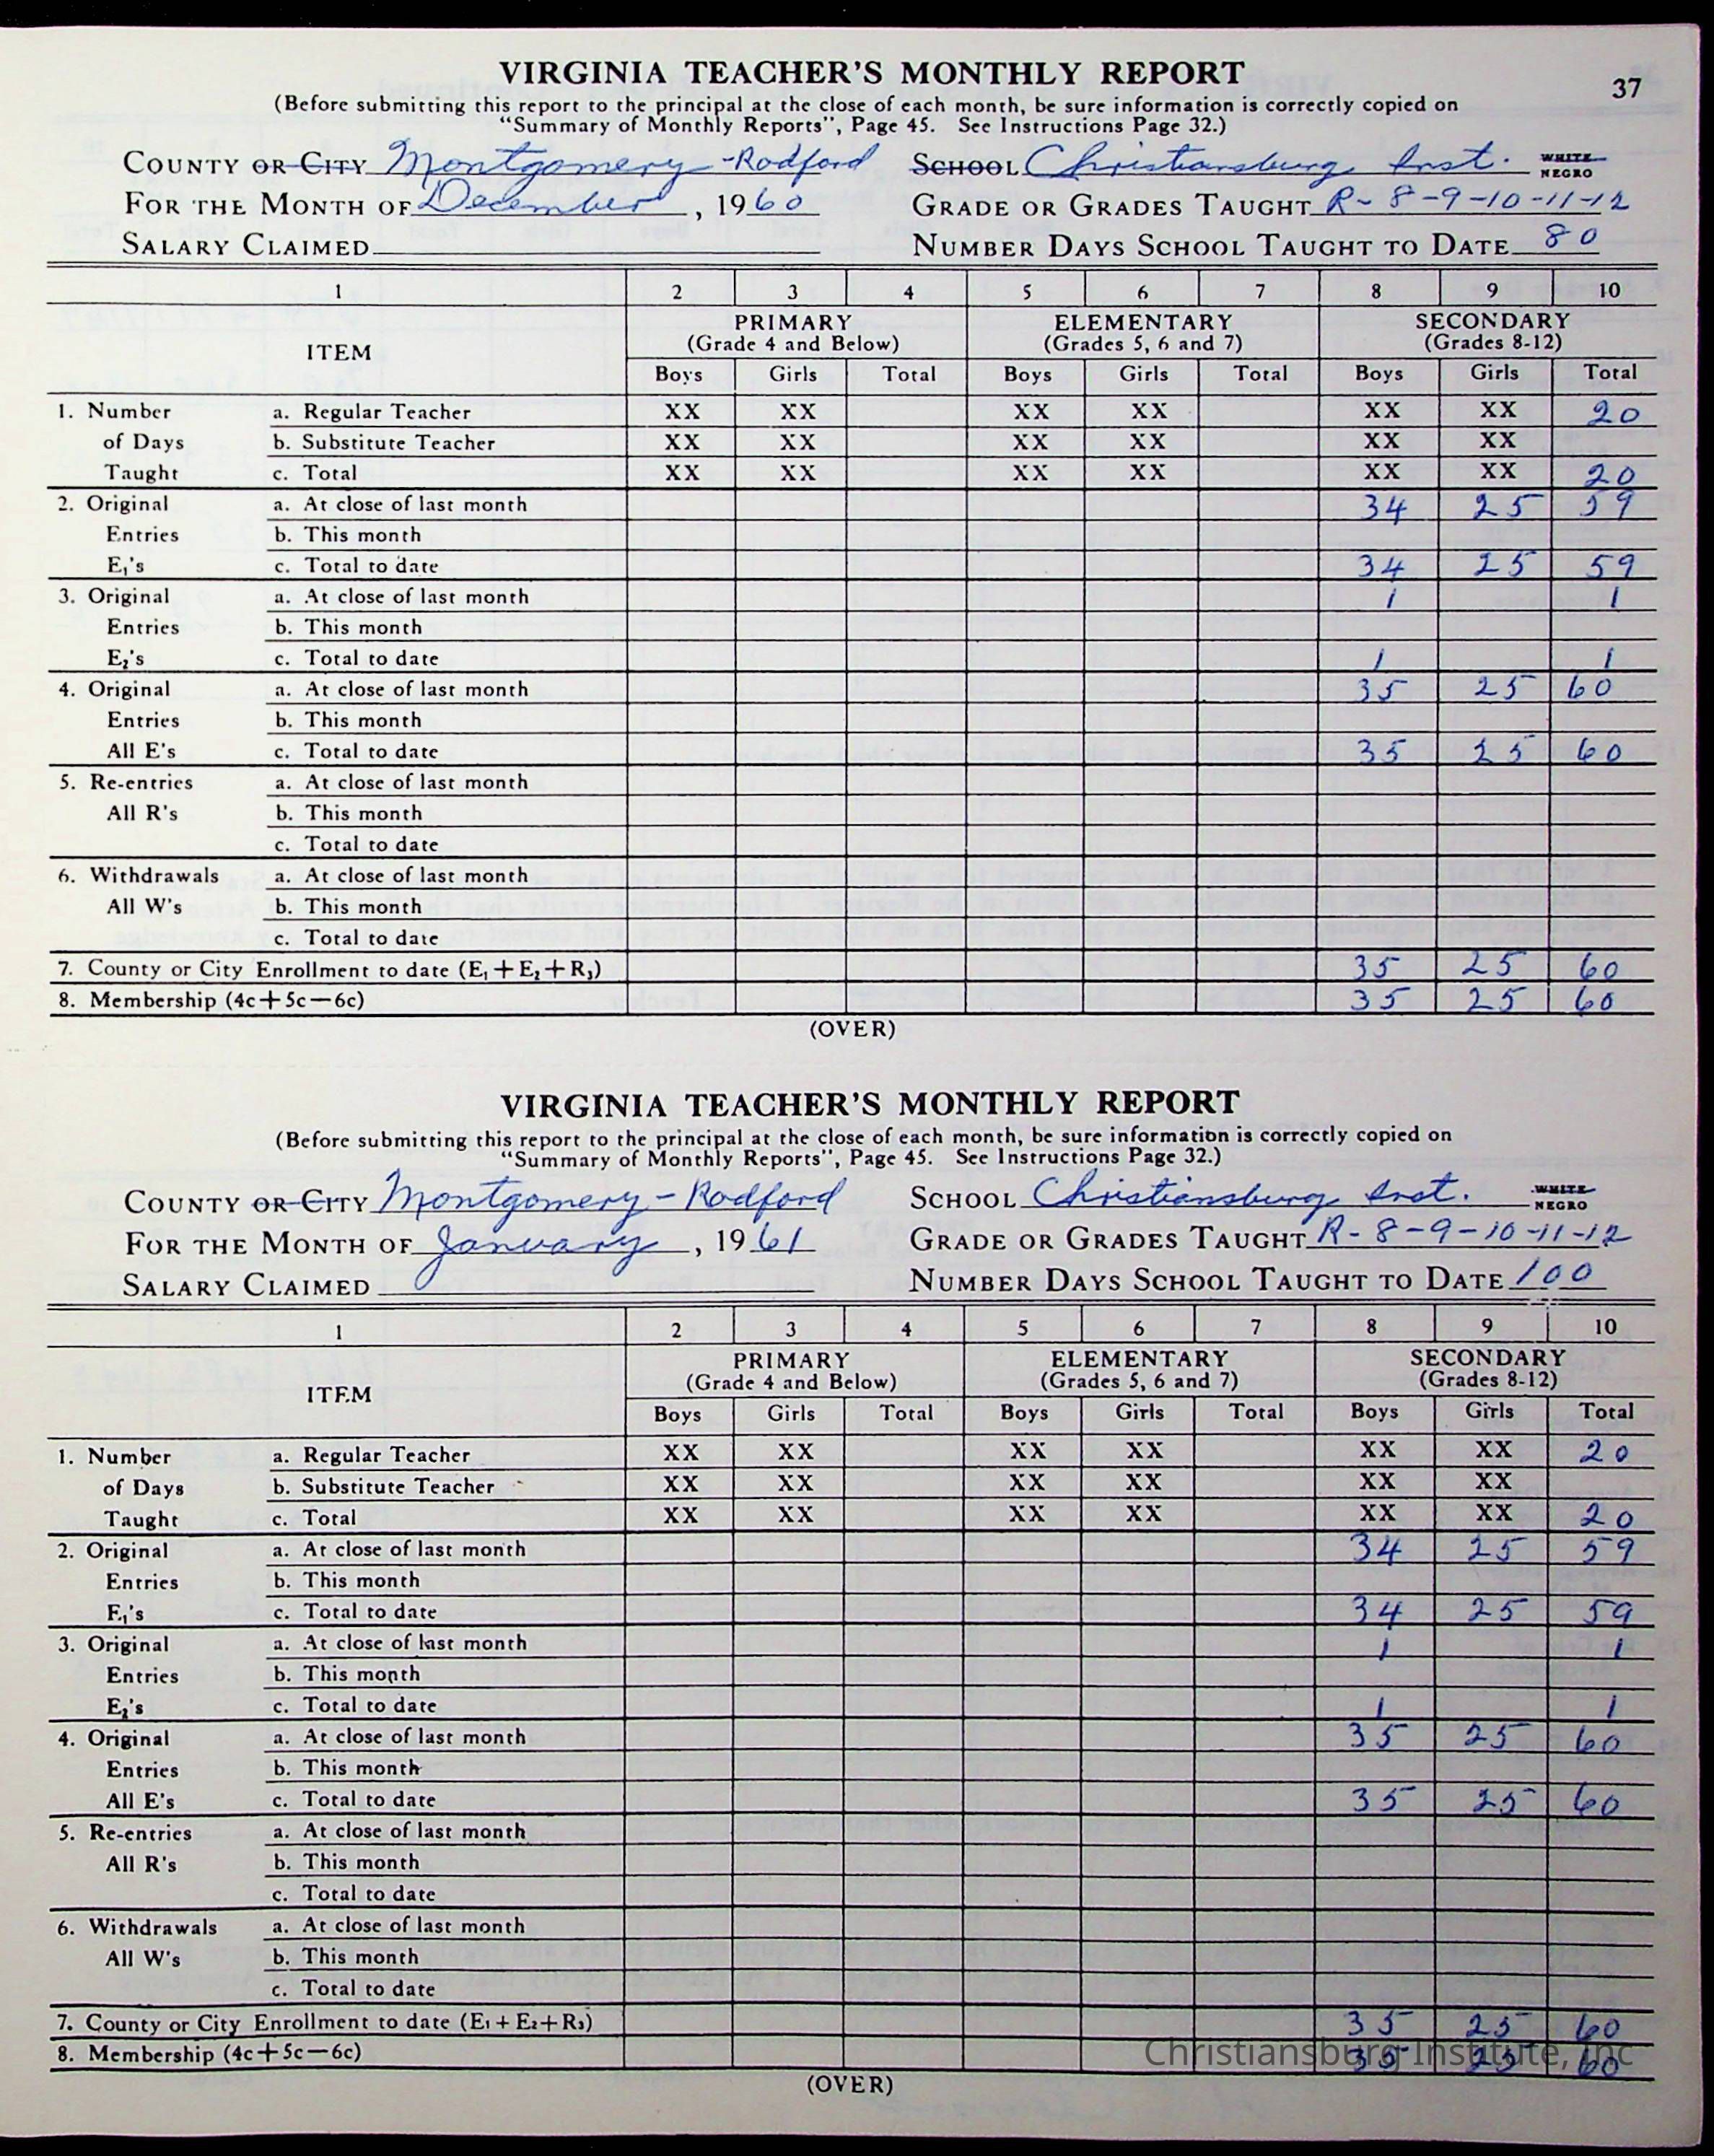 VIRGINIA TEACHER'S MONTHLY REPORT
37
(Before submitting this report to the principal at the close of each month, be sure information is correctly copied on
"Summary of Monthly Reports", Page 45. See Instructions Page 32.)
COUNTY OR CITY Montgomery-Radford SCHOOL Christiansburg Inst. WHITE NEGRO
FOR THE MONTH OF December, 1960 GRADE OR GRADES TAUGHT R-8-9-10-11-12
SALARY CLAIMED NUMBER DAYS SCHOOL TAUGHT TO DATE 80
1 2 3 4 5 6 7 8 9 10
ITEM PRIMARY ELEMENTARY SECONDARY
(Grade 4 and Below) (Grades 5, 6 and 7) (Grades 8-12)
Boys Girls Total Boys Girls Total Boys Girls Total
1. Number a. Regular Teacher XX XX XX XX XX XX 20
of Days b. Substitute Teacher XX XX XX XX XX XX
Taught c. Total XX XX XX XX XX XX 20
2. Original a. At close of last month 34 25 59
Entries b. This month
E₁'s c. Total to date 34 25 59
3. Original a. At close of last month 1 1
Entries b. This month
E₂'s c. Total to date 1 1
4. Original a. At close of last month 35 25 60
Entries b. This month
All E's c. Total to date 35 25 60
5. Re-entries a. At close of last month
All R's b. This month
c. Total to date
6. Withdrawals a. At close of last month
All W's b. This month
c. Total to date
7. County or City Enrollment to date (E₁+E₂+R₃) 35 25 60
8. Membership (4c+5c—6c) 35 25 60
(OVER)
VIRGINIA TEACHER'S MONTHLY REPORT
(Before submitting this report to the principal at the close of each month, be sure information is correctly copied on
"Summary of Monthly Reports", Page 45. See Instructions Page 32.)
COUNTY OR CITY Montgomery-Radford SCHOOL Christiansburg Inst. WHITE NEGRO
FOR THE MONTH OF January, 1961 GRADE OR GRADES TAUGHT R-8-9-10-11-12
SALARY CLAIMED NUMBER DAYS SCHOOL TAUGHT TO DATE 100
1 2 3 4 5 6 7 8 9 10
ITEM PRIMARY ELEMENTARY SECONDARY
(Grade 4 and Below) (Grades 5, 6 and 7) (Grades 8-12)
Boys Girls Total Boys Girls Total Boys Girls Total
1. Number a. Regular Teacher XX XX XX XX XX XX 20
of Days b. Substitute Teacher XX XX XX XX XX XX
Taught c. Total XX XX XX XX XX XX 20
2. Original a. At close of last month 34 25 59
Entries b. This month
E₁'s c. Total to date 34 25 59
3. Original a. At close of last month 1 1
Entries b. This month
E₂'s c. Total to date 1 1
4. Original a. At close of last month 35 25 60
Entries b. This month
All E's c. Total to date 35 25 60
5. Re-entries a. At close of last month
All R's b. This month
c. Total to date
6. Withdrawals a. At close of last month
All W's b. This month
c. Total to date
7. County or City Enrollment to date (E₁+E₂+R₃) 35 25 60
8. Membership (4c+5c—6c) 35 25 60
Christiansburg Institute, Inc
(OVER)